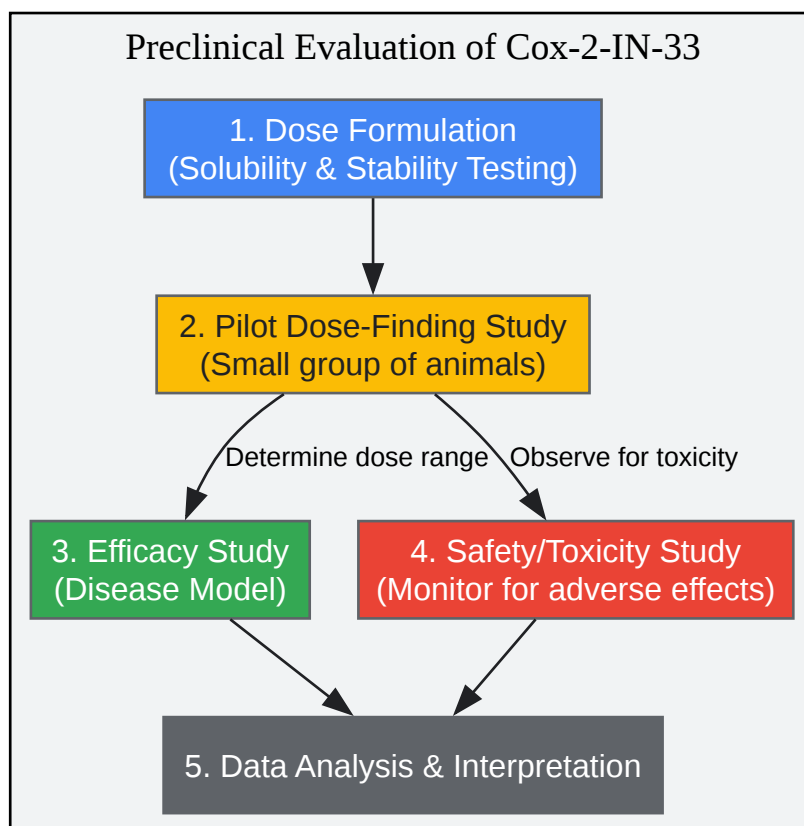 Preclinical Evaluation of Cox-2-IN-33
1. Dose Formulation
(Solubility & Stability Testing)
2. Pilot Dose-Finding Study
(Small group of animals)
Determine dose range
Observe for toxicity
3. Efficacy Study
(Disease Model)
4. Safety/Toxicity Study
(Monitor for adverse effects)
5. Data Analysis & Interpretation